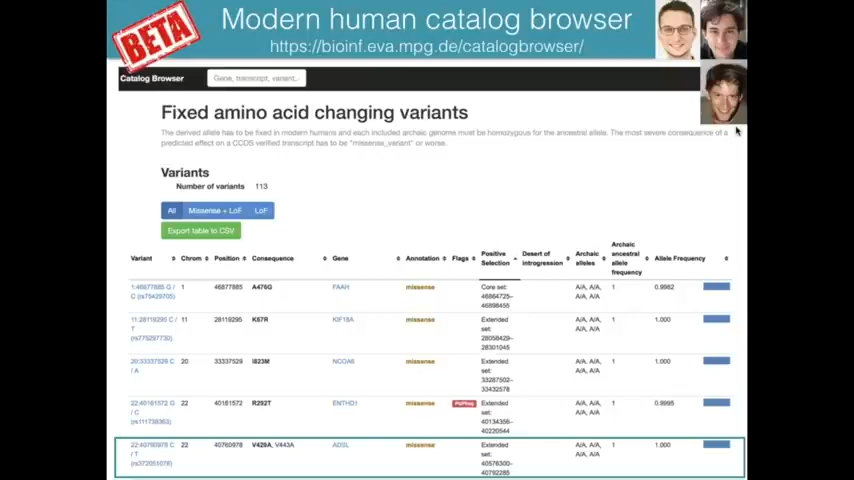 BETA
Modern human catalog browser
https://bioinf.eva.mpg.de/catalogbrowser/
Catalog Browser
Gene, transcript, variant,..
Fixed amino acid changing variants
The derived allele has to be fixed in modern humans and each included archaic genome must be homozygous for the ancestral allele. The most severe consequence of a
predicted effect on a CCDS verified transcript has to be "missense_variant" or worse.
Variants
Number of variants 113
All Missense + LoF LoF
Export table to CSV
Variant Chrom Position Consequence Gene Annotation Flags Positive Selection Desert of introgression Archaic alleles Archaic ancestral allele frequency Allele Frequency
1:46877685 G / C (rs75429705) 1 46877685 A476G FAAH missense Core set: 46864725– 46898455 A/A, A/A, A/A, A/A 1 0.9982
11:28119295 C / T (rs775297730) 11 28119295 K67R KIF18A missense Extended set: 28058429– 28301045 A/A, A/A, A/A, A/A 1 1.000
20:33337529 C / A 20 33337529 I823M NCOA6 missense Extended set: 33287502– 33432578 A/A, A/A, A/A, A/A 1 1.000
22:40161572 G / C (rs111738363) 22 40161572 R292T ENTHD1 missense Extended set: 40134356– 40220544 A/A, A/A, A/A, A/A 1 0.9995
22:40760978 C / T (rs372051078) 22 40760978 V429A, V443A ADSL missense Extended set: 40576300– 40792285 A/A, A/A, A/A, A/A 1 1.000